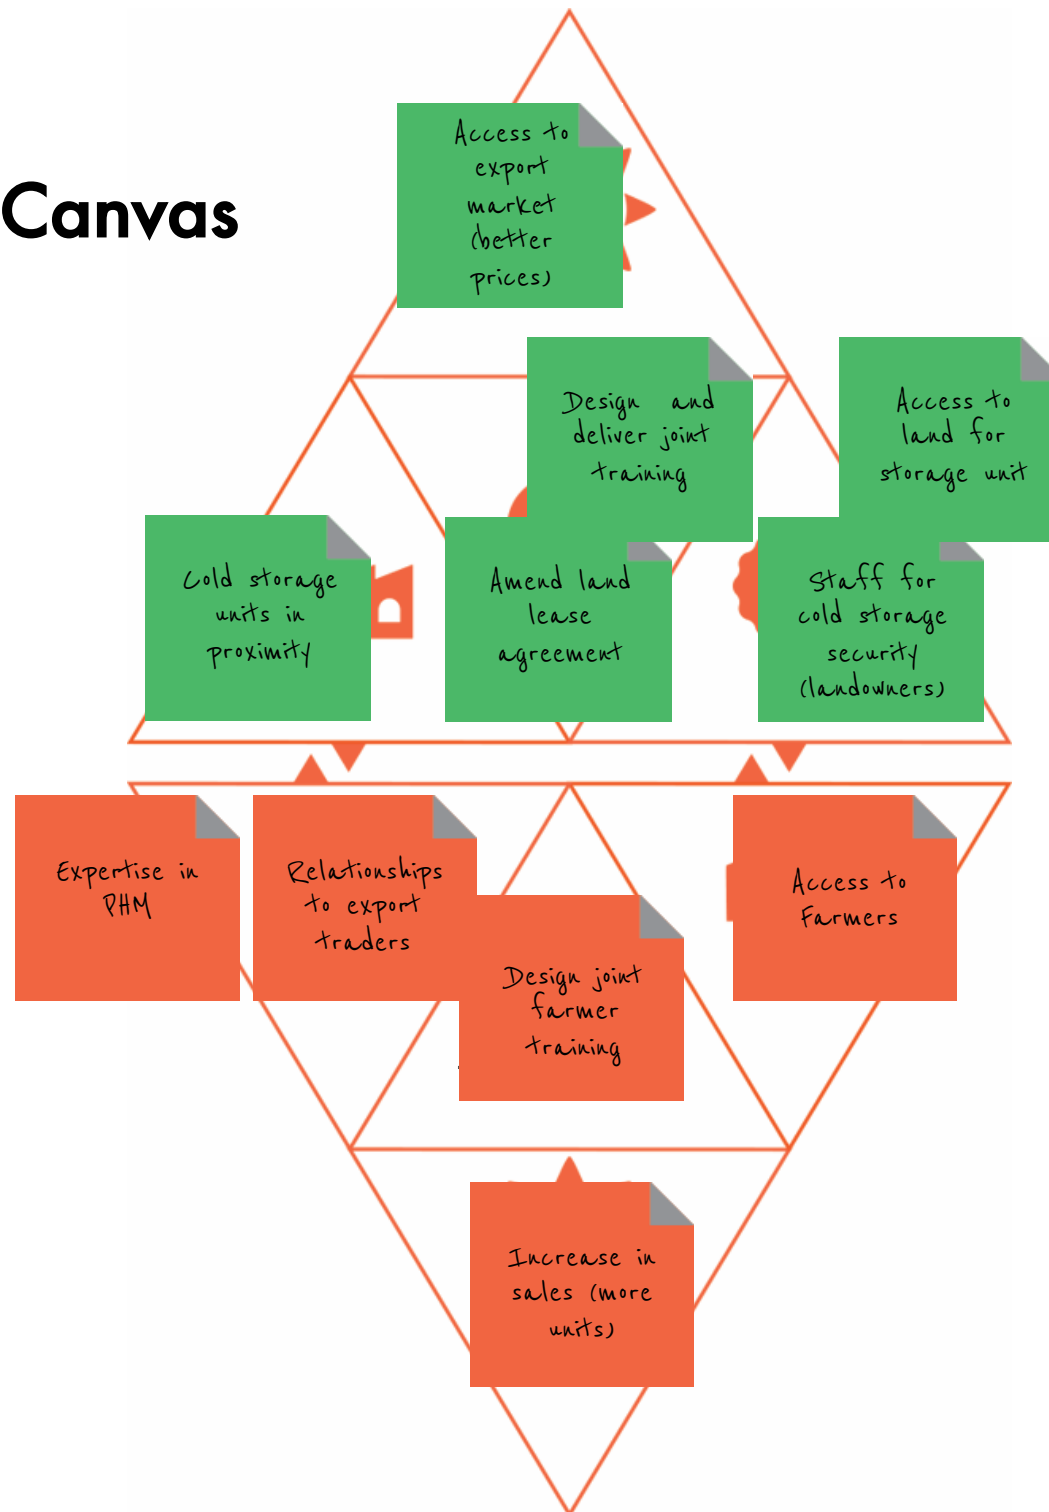 Canvas
Access to
export
market
(better
prices)
Design and
deliver joint
training
Access to
land for
storage unit
Cold storage
units in
proximity
Amend land
lease
agreement
Staff for
cold storage
security
(landowners)
Expertise in
PHM
Relationships
to export
traders
Design joint
farmer
training
Access to
Farmers
Increase in
sales (more
units)